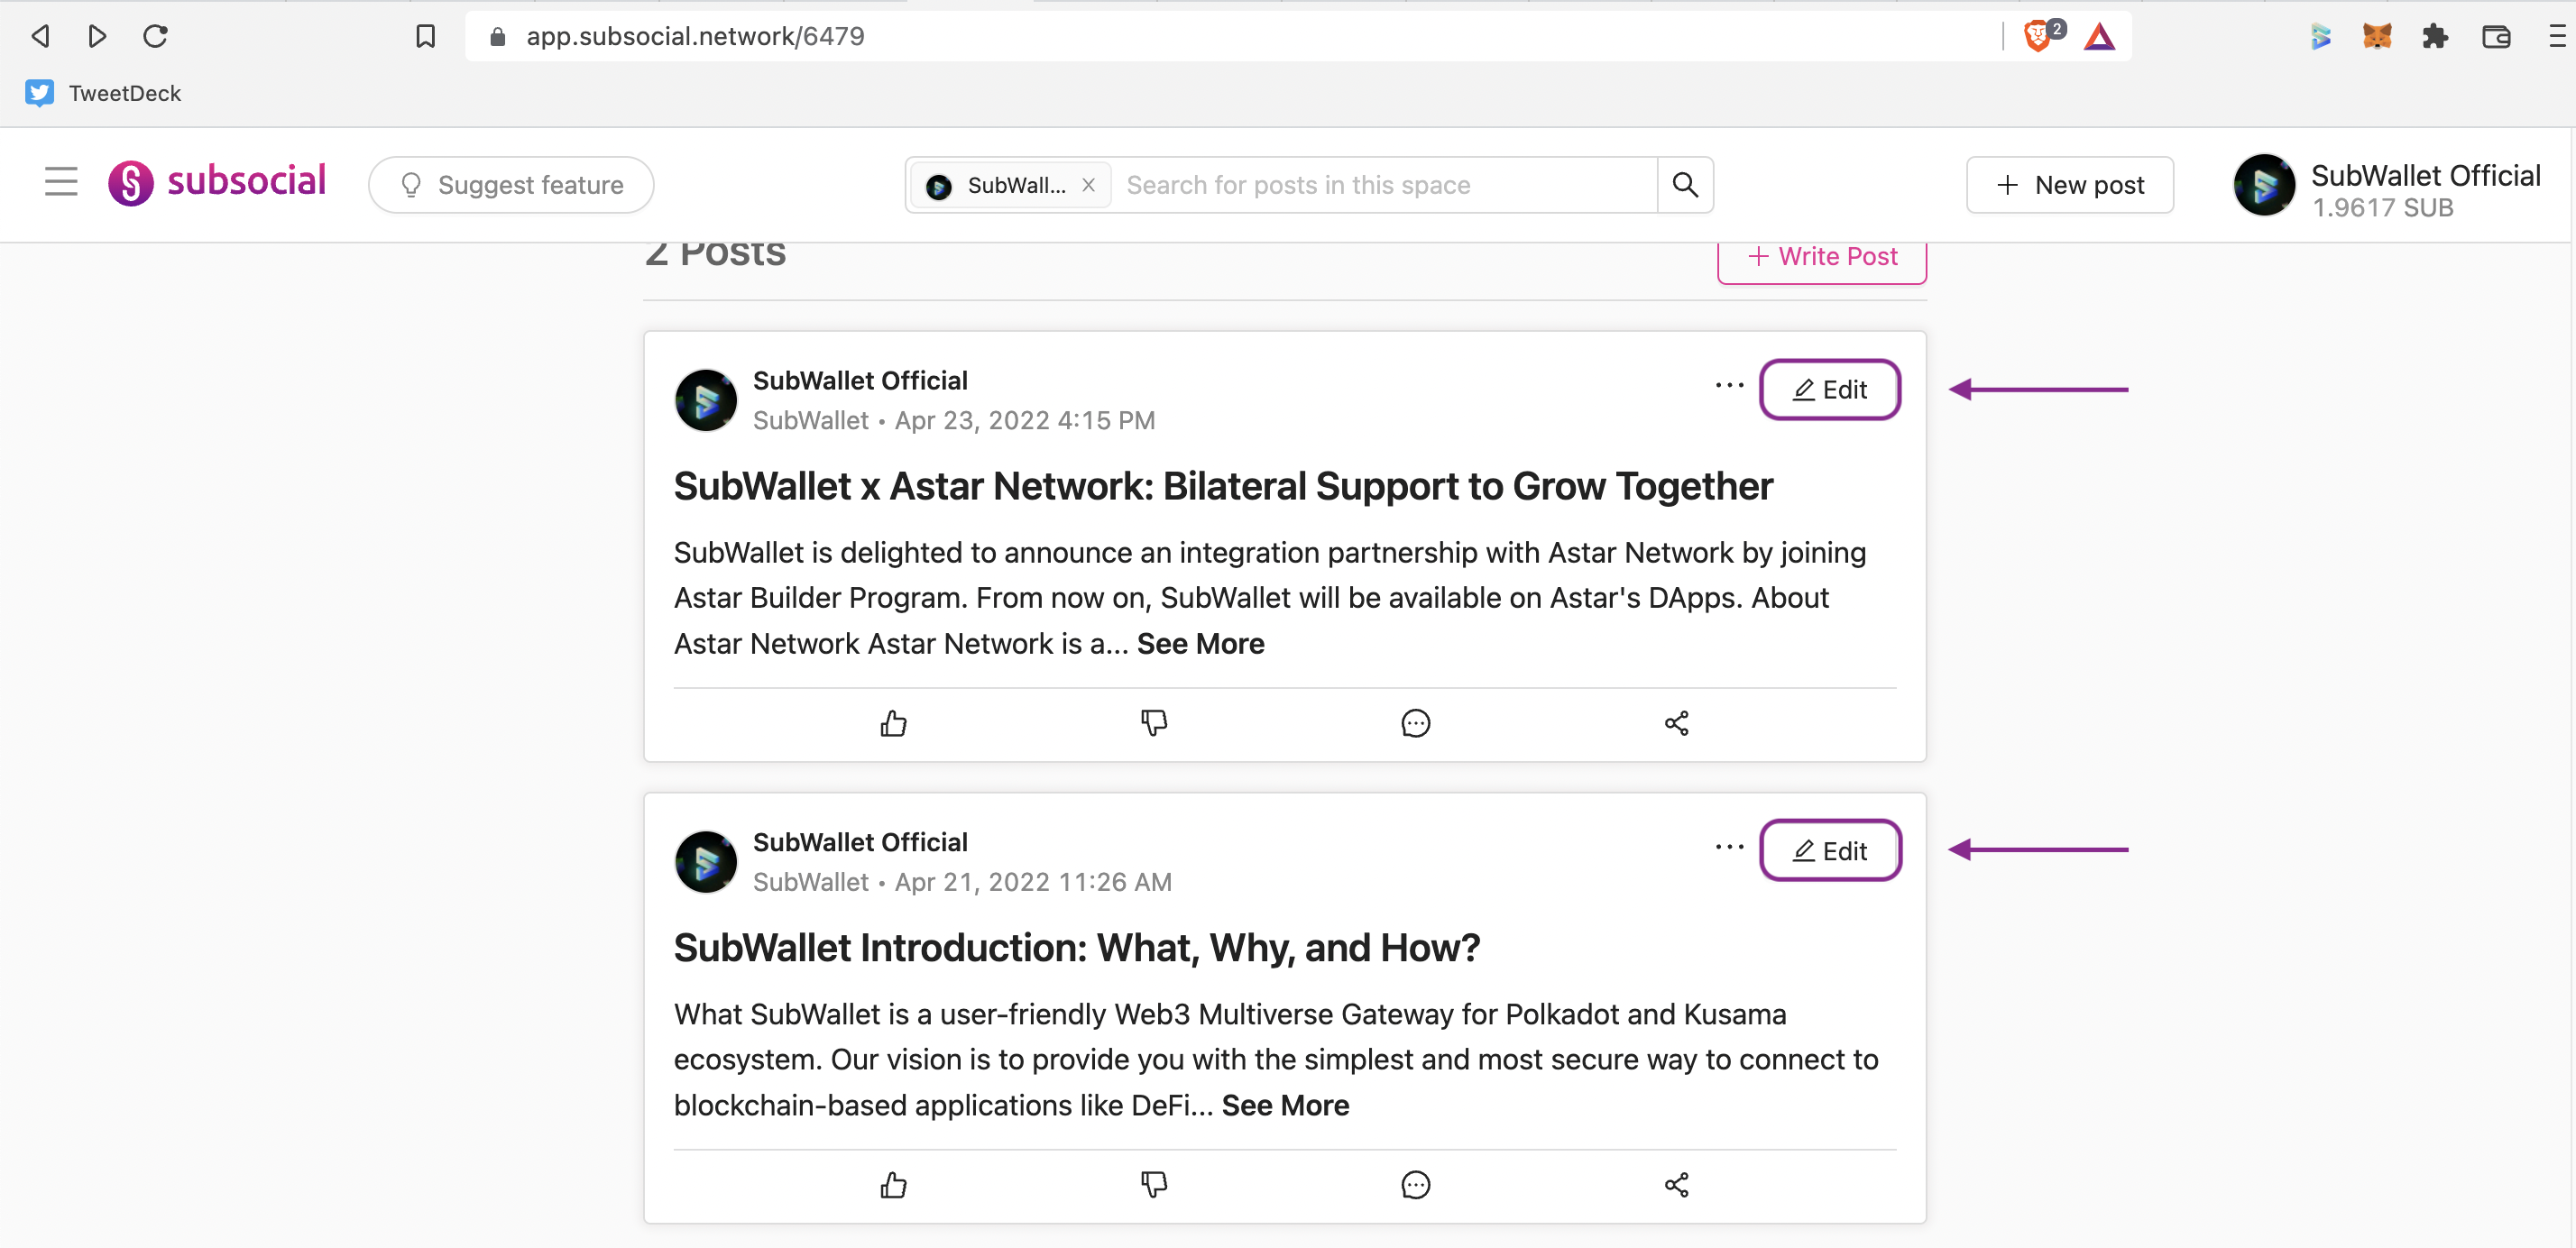 app.subsocial.network/6479
2
TweetDeck
subsocial
Suggest feature
SubWall...
Search for posts in this space
+ New post
SubWallet Official
1.9617 SUB
2 Posts
+ Write Post
SubWallet Official
SubWallet • Apr 23, 2022 4:15 PM
... Edit
SubWallet x Astar Network: Bilateral Support to Grow Together
SubWallet is delighted to announce an integration partnership with Astar Network by joining
Astar Builder Program. From now on, SubWallet will be available on Astar's DApps. About
Astar Network Astar Network is a... See More
SubWallet Official
SubWallet • Apr 21, 2022 11:26 AM
... Edit
SubWallet Introduction: What, Why, and How?
What SubWallet is a user-friendly Web3 Multiverse Gateway for Polkadot and Kusama
ecosystem. Our vision is to provide you with the simplest and most secure way to connect to
blockchain-based applications like DeFi... See More